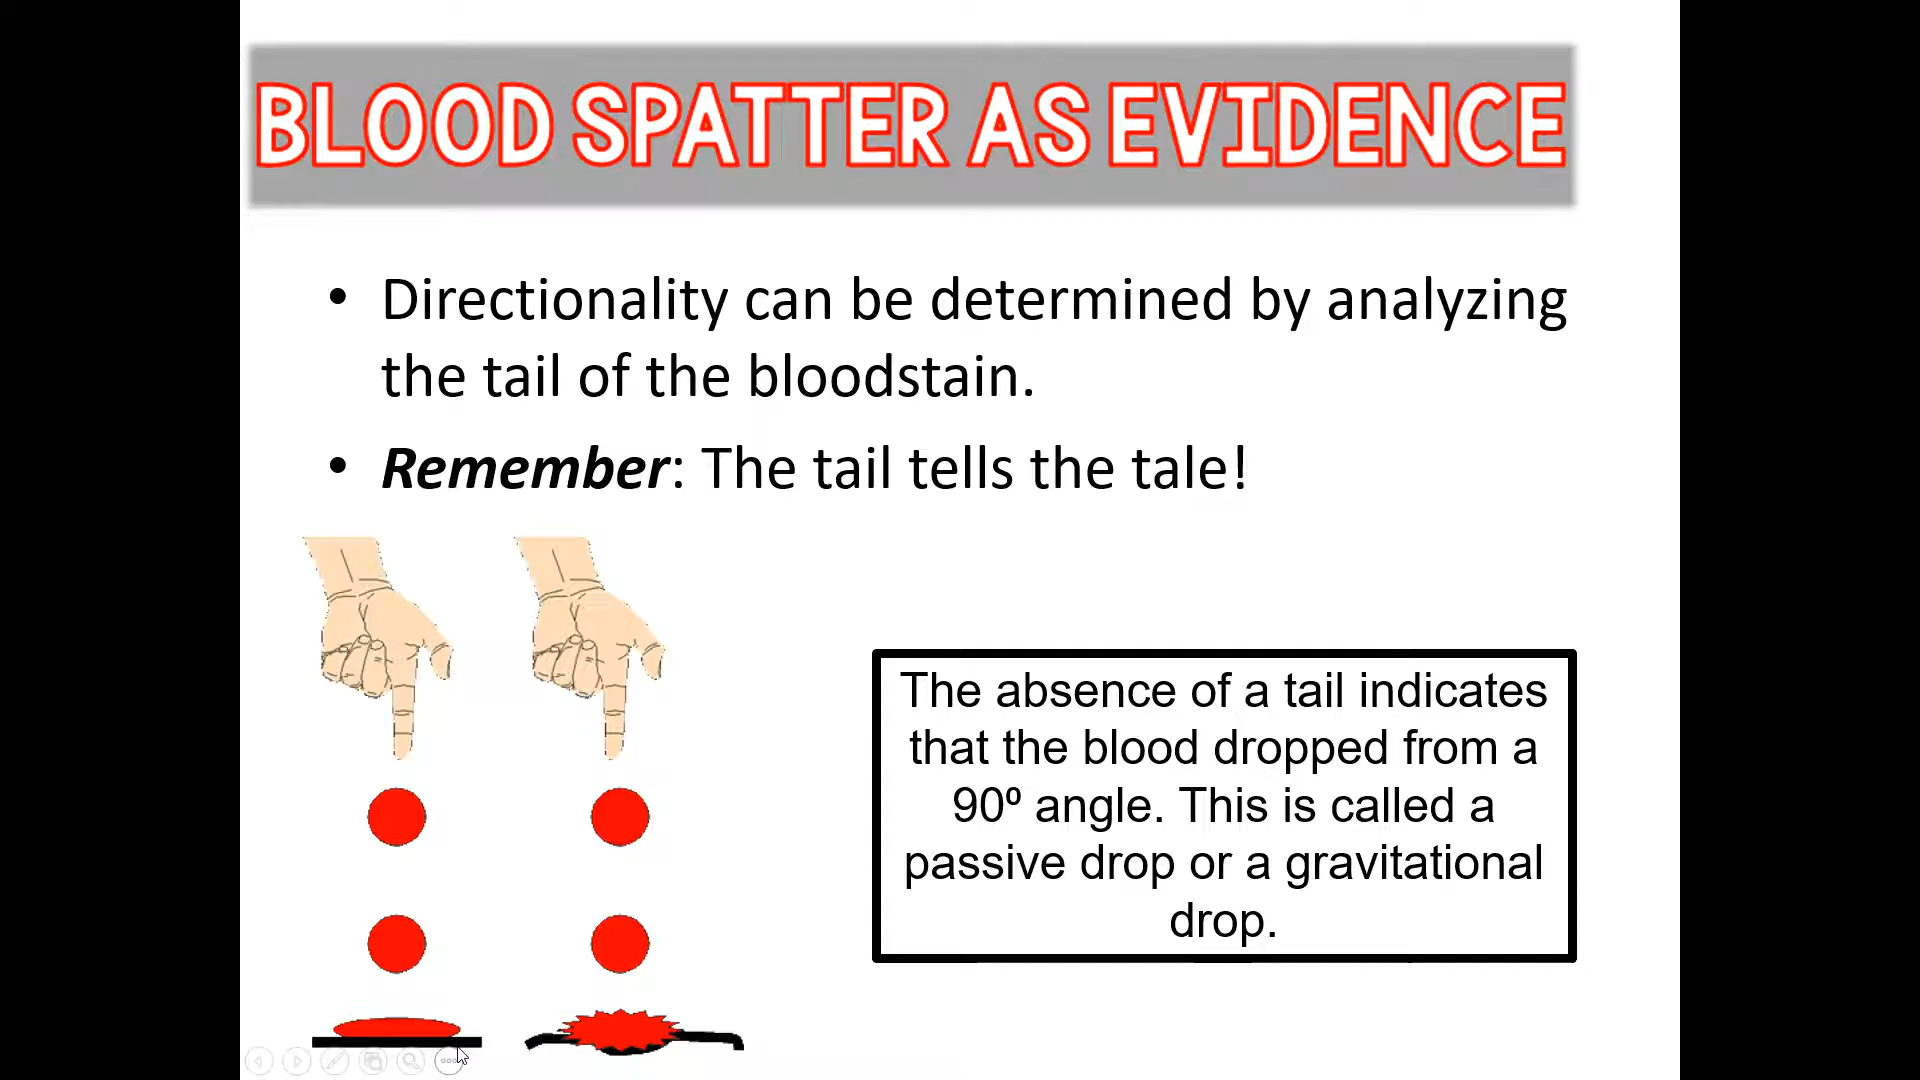 BLOOD SPATTER AS EVIDENCE
• Directionality can be determined by analyzing
the tail of the bloodstain.
• Remember: The tail tells the tale!
The absence of a tail indicates
that the blood dropped from a
90º angle. This is called a
passive drop or a gravitational
drop.